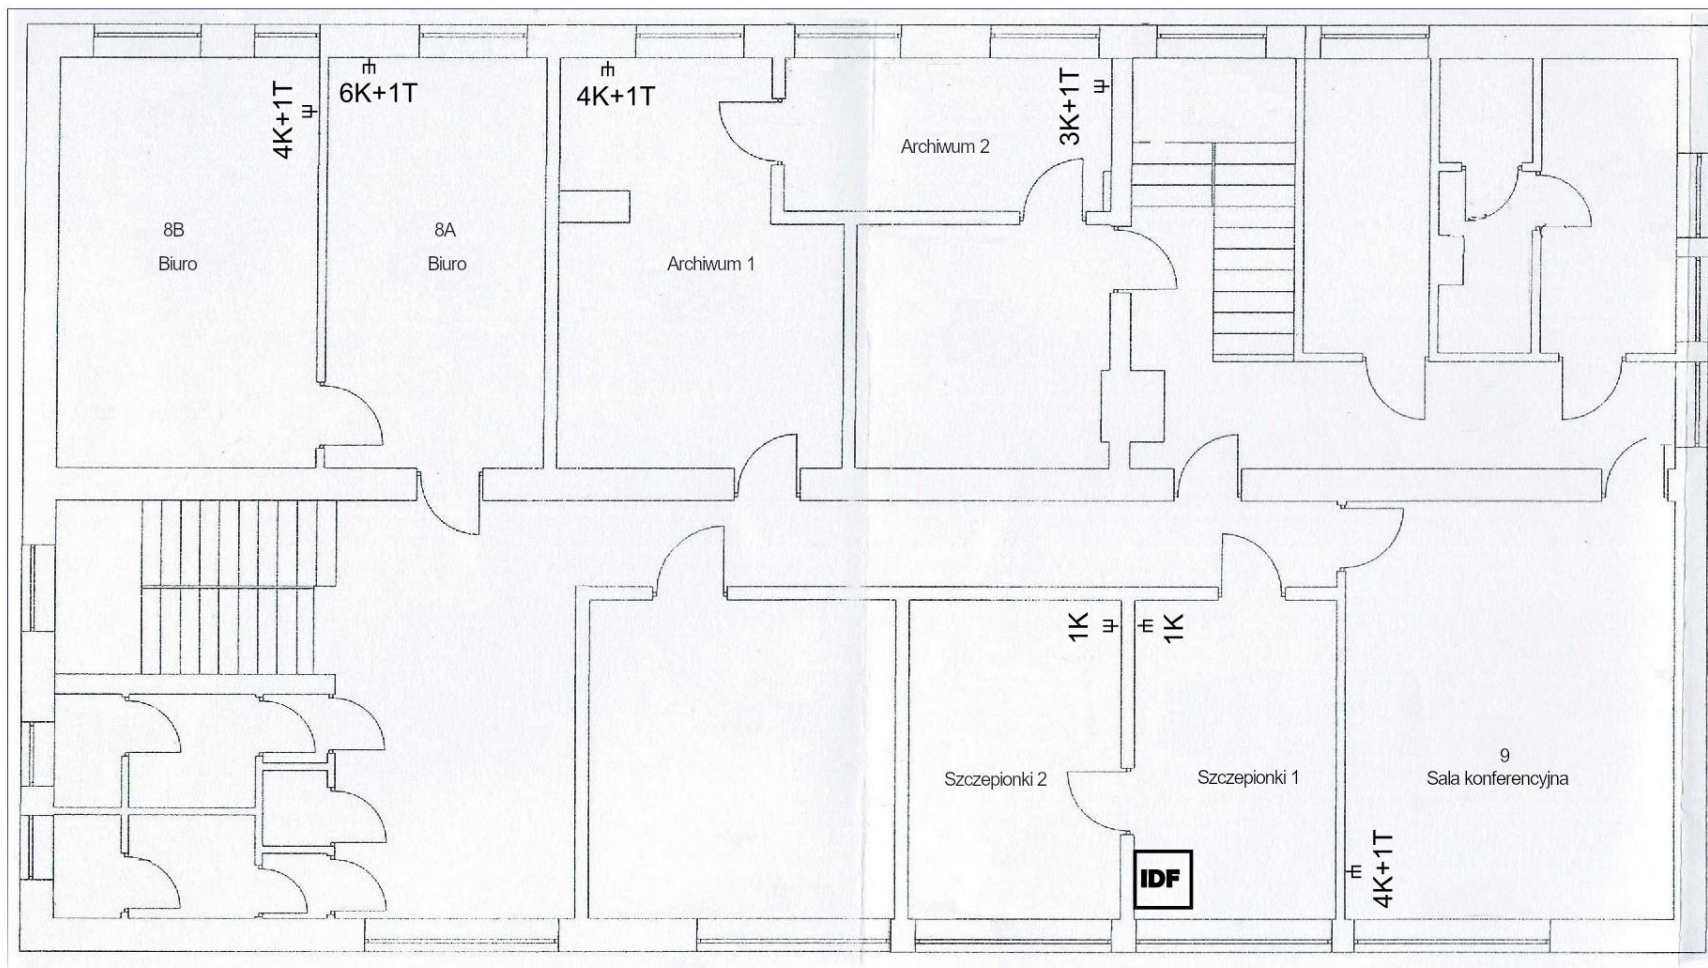 4K+1T
6K+1T
4K+1T
3K+1T
Archiwum 2
8B
Biuro
8A
Biuro
Archiwum 1
1K
1K
9
Sala konferencyjna
Szczepionki 2
Szczepionki 1
4K+1T
IDF